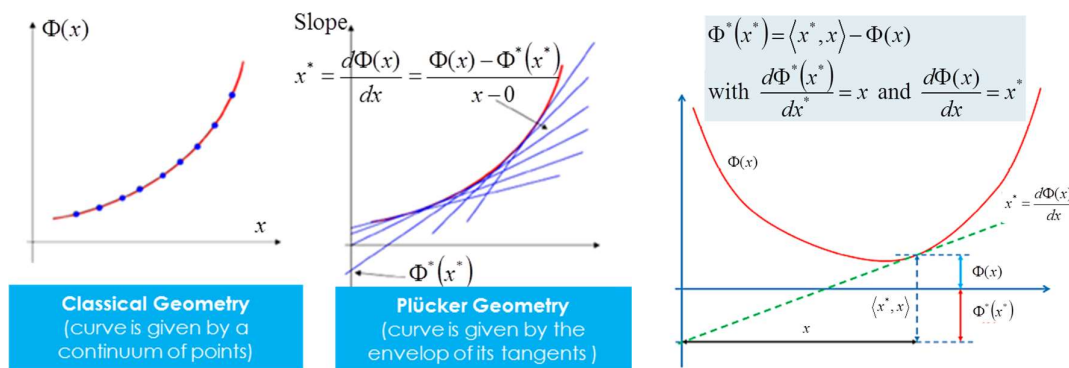 Φ(x)
x
Classical Geometry
(curve is given by a
continuum of points)
Slope
x* = dΦ(x)/dx = (Φ(x) − Φ*(x*))/(x − 0)
Φ*(x*)
Plücker Geometry
(curve is given by the
envelop of its tangents )
Φ*(x*) = ⟨x*, x⟩ − Φ(x)
with dΦ*(x*)/dx* = x and dΦ(x)/dx = x*
Φ(x)
x* = dΦ(x)/dx
Φ(x)
⟨x*, x⟩
Φ*(x*)
x